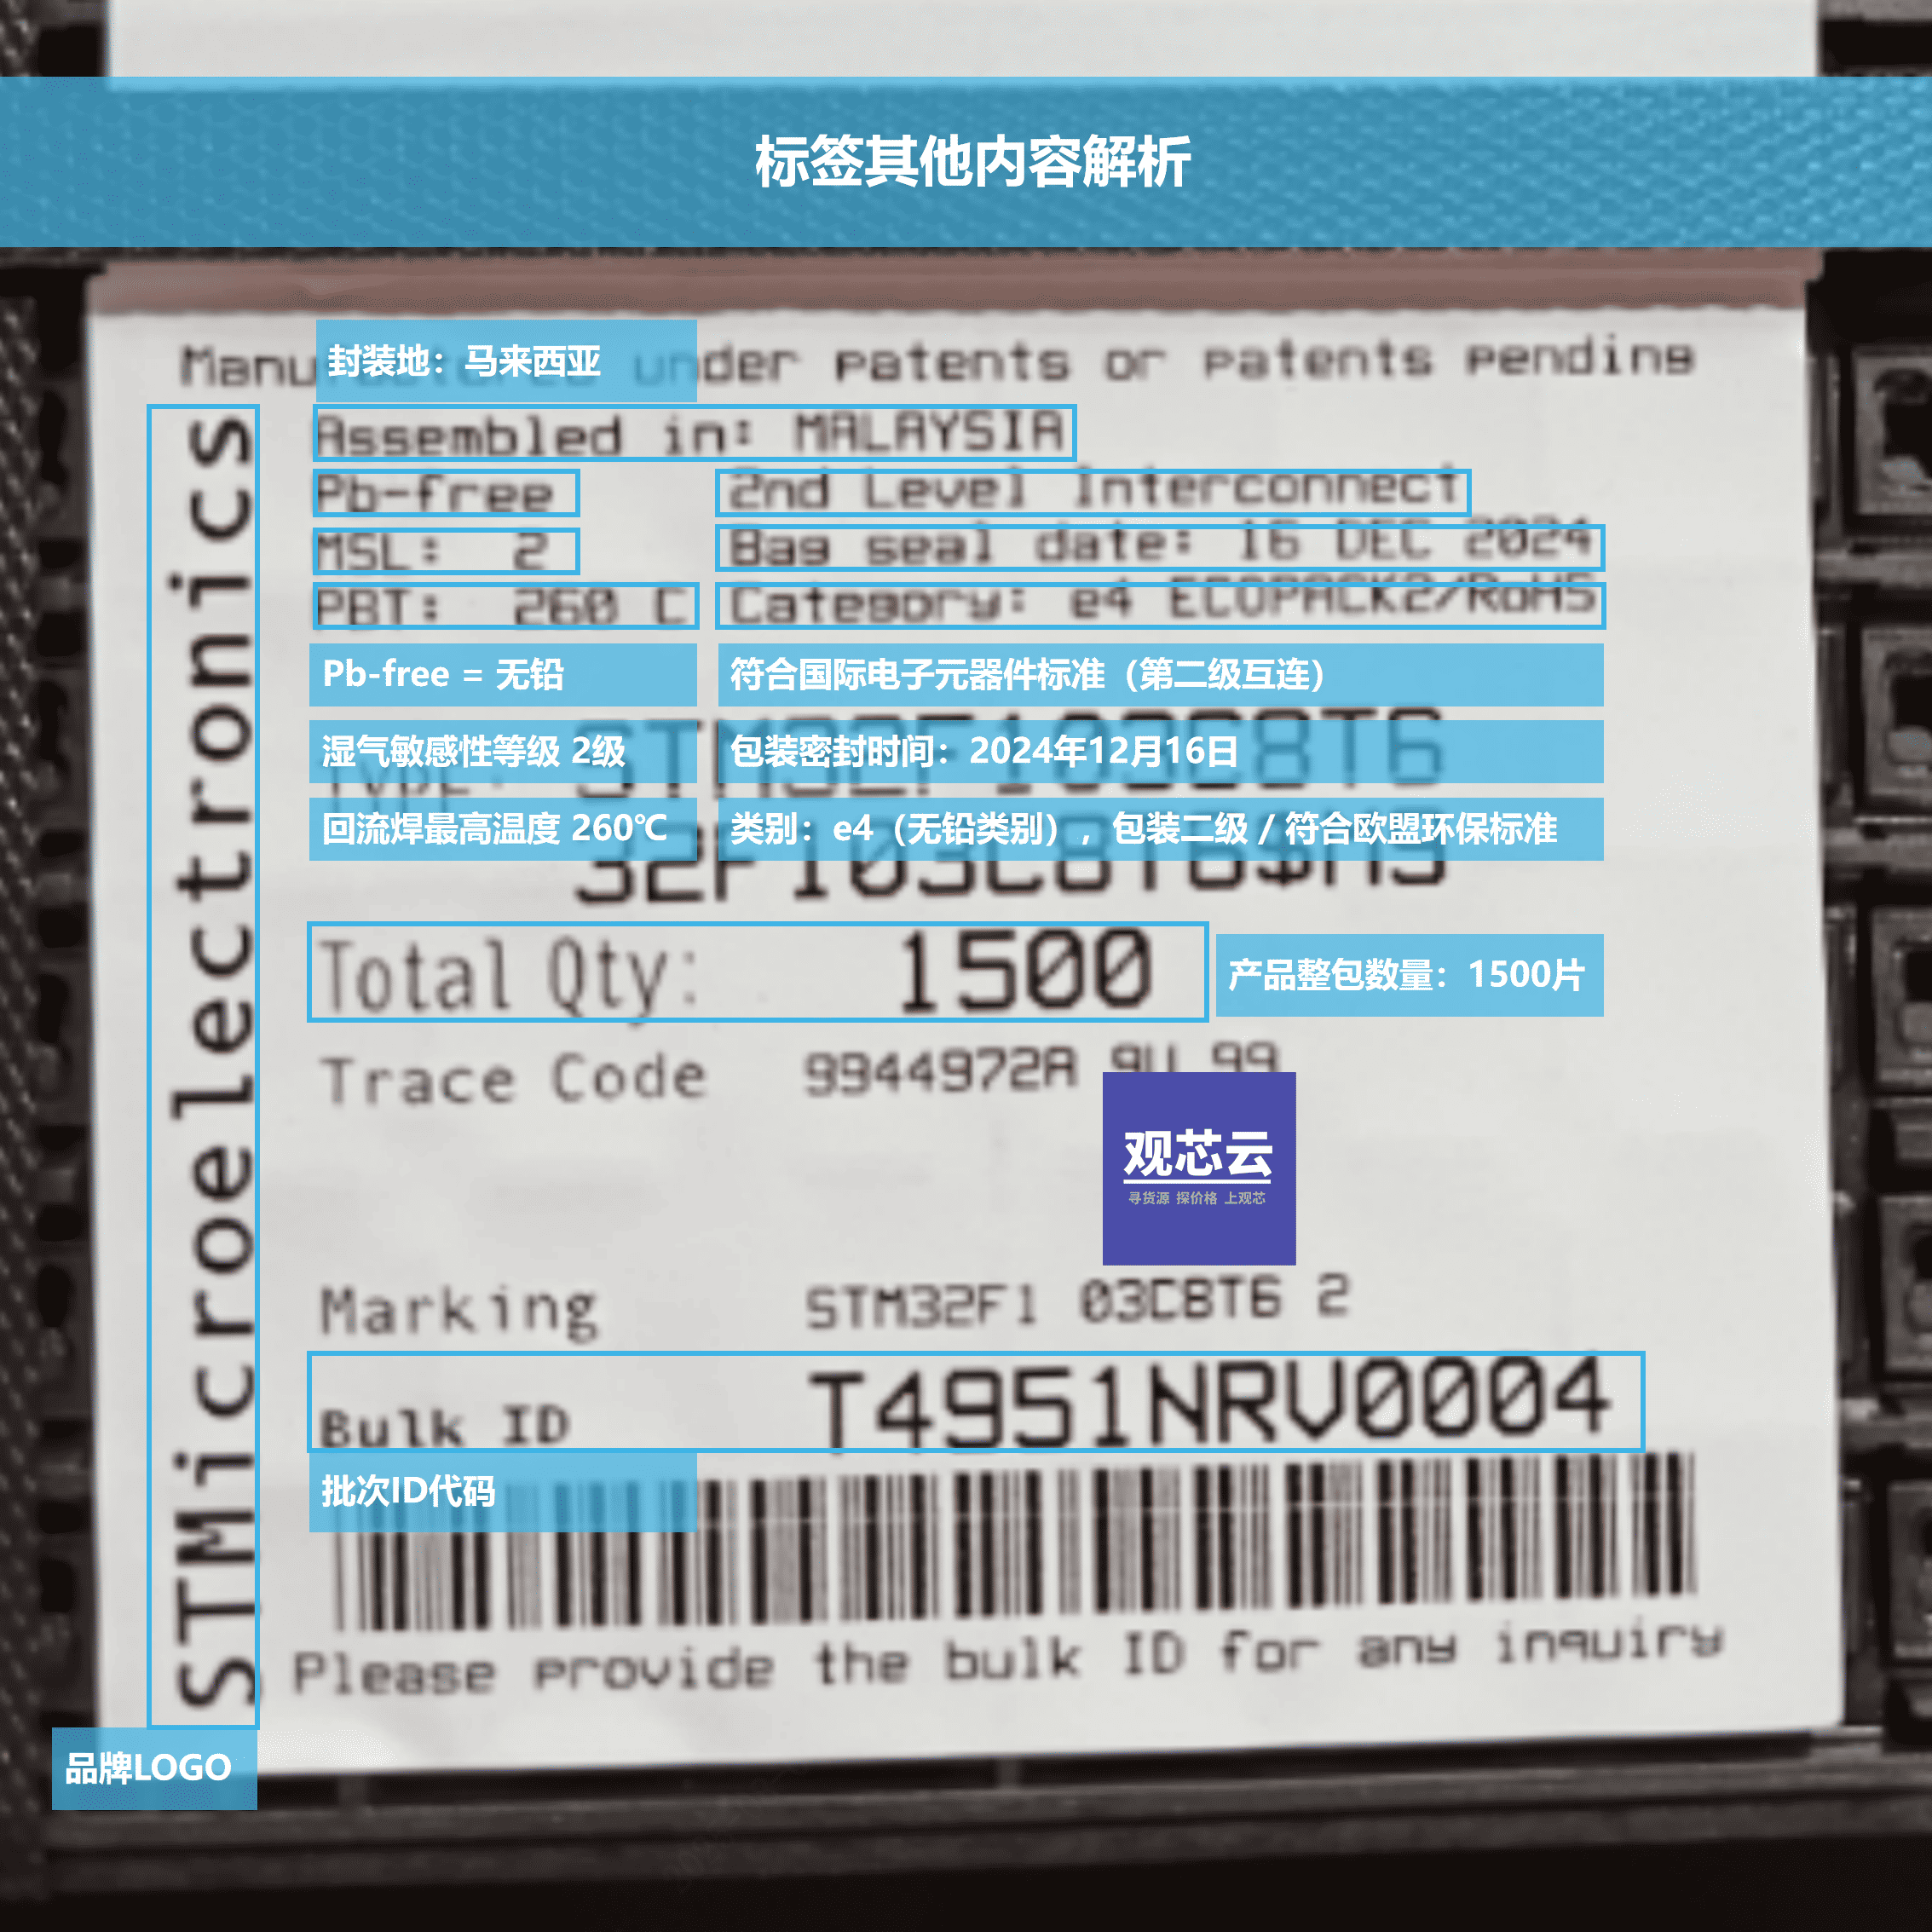 标签其他内容解析
封装地：马来西亚
under patents or patents pending
Assembled in: MALAYSIA
Pb-free 2nd Level Interconnect
MSL: 2 Bag seal date: 16 DEC 2024
PBT: 260 C Category: e4 ECOPACK2/RoHS
Pb-free = 无铅 符合国际电子元器件标准（第二级互连）
湿气敏感性等级 2级 包装密封时间：2024年12月16日
TYPE: STM32F103CBT6
回流焊最高温度 260℃ 类别：e4（无铅类别），包装二级 / 符合欧盟环保标准
Total Qty: 1500 产品整包数量：1500片
Trace Code 9944972A 9U 99
观芯云
寻货源 探价格 上观芯
Marking STM32F1 03CBT6 2
Bulk ID T4951NRV0004
批次ID代码
Please provide the bulk ID for any inquiry
STMicroelectronics
品牌LOGO